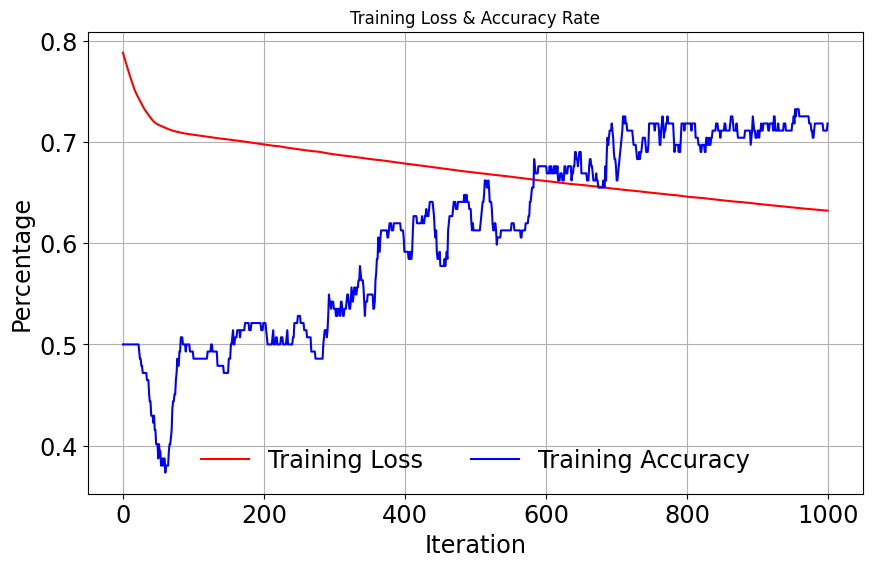 Training Loss & Accuracy Rate
0.8
0.7
0.6
0.5
0.4
Percentage
Training Loss Training Accuracy
0 200 400 600 800 1000
Iteration